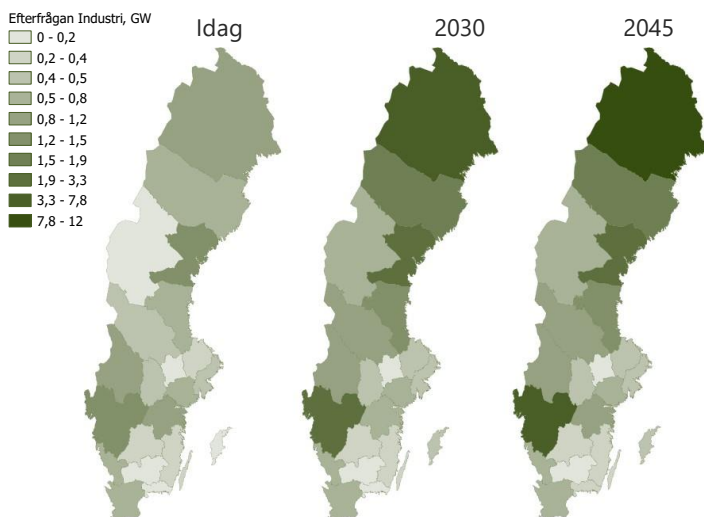 Efterfrågan Industri, GW
0 - 0,2
0,2 - 0,4
0,4 - 0,5
0,5 - 0,8
0,8 - 1,2
1,2 - 1,5
1,5 - 1,9
1,9 - 3,3
3,3 - 7,8
7,8 - 12
Idag
2030
2045